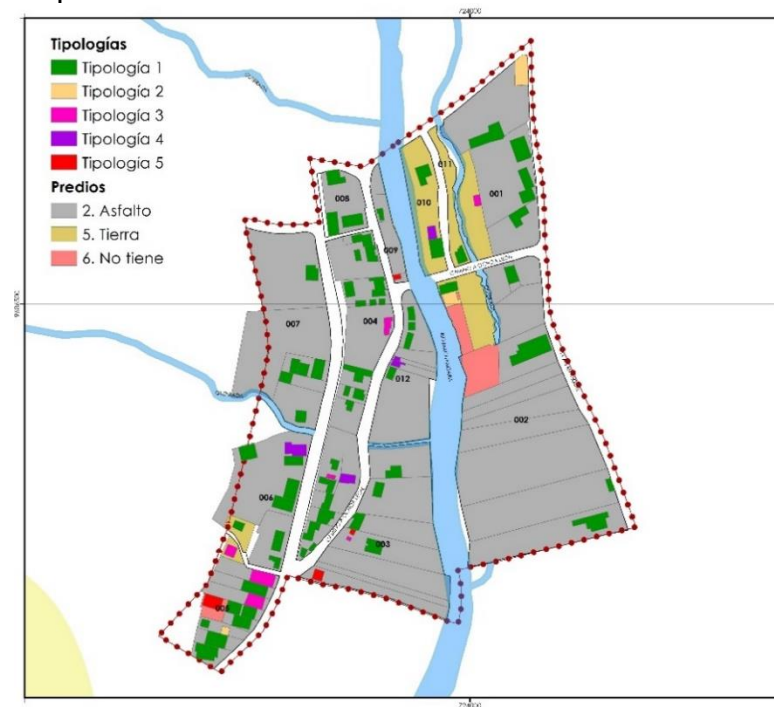 724000
Tipologías
Tipología 1
Tipología 2
Tipología 3
Tipología 4
Tipología 5
Predios
2. Asfalto
5. Tierra
6. No tiene
011
001
008
010
009
007
004
012
002
006
003
005
724000